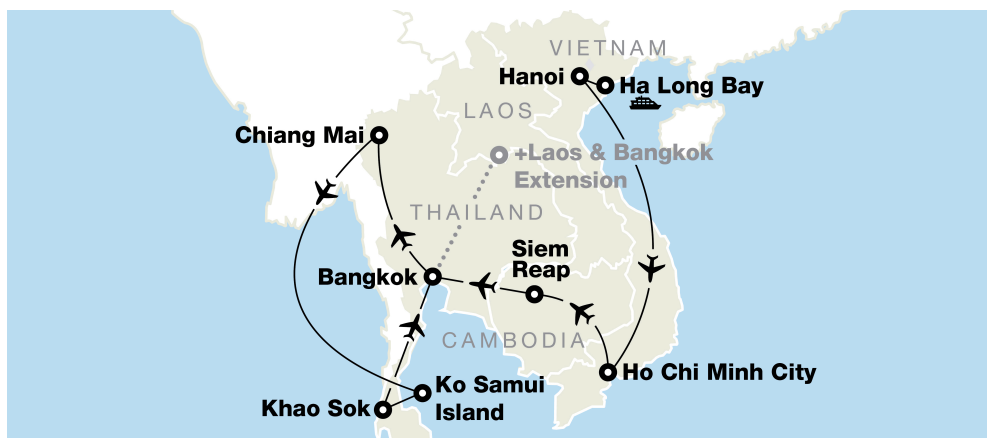 VIETNAM
Hanoi
Ha Long Bay
LAOS
Chiang Mai
+Laos & Bangkok
Extension
THAILAND
Siem
Reap
Bangkok
CAMBODIA
Ho Chi Minh City
Ko Samui
Island
Khao Sok